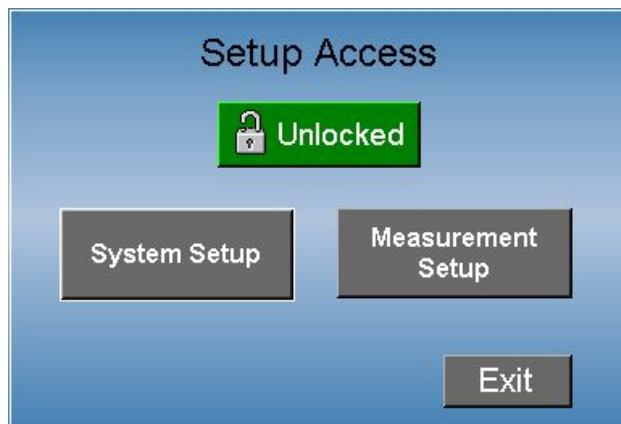 Setup Access
Unlocked
System Setup
Measurement
Setup
Exit